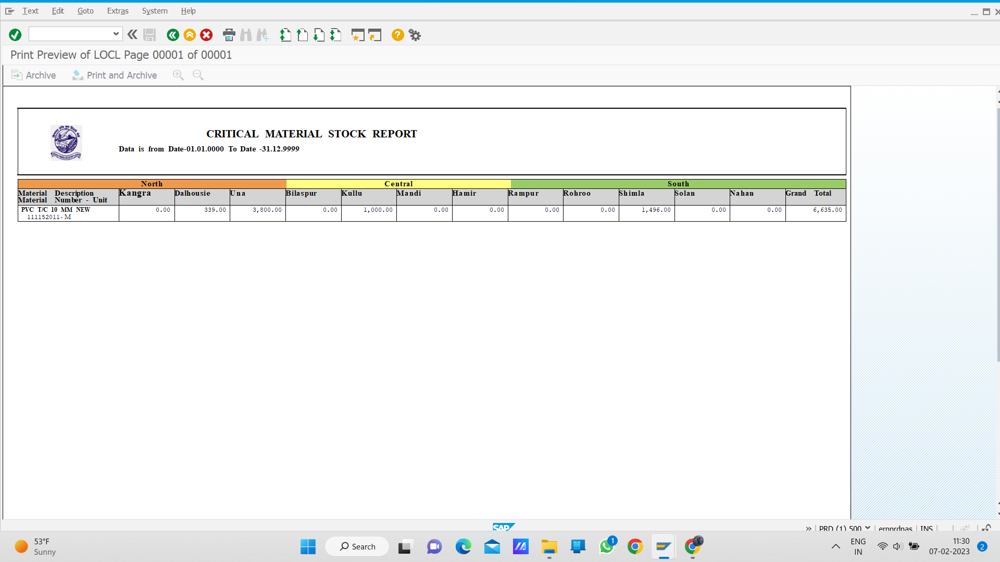 Text Edit Goto Extras System Help
Print Preview of LOCL Page 00001 of 00001
Archive Print and Archive
CRITICAL MATERIAL STOCK REPORT
Data is from Date-01.01.0000 To Date -31.12.9999
North Central South
Material Description Kangra Dalhousie Una Bilaspur Kullu Mandi Hamir Rampur Rohroo Shimla Solan Nahan Grand Total
Material Number - Unit
PVC T/C 10 MM NEW 0.00 339.00 3,800.00 0.00 1,000.00 0.00 0.00 0.00 0.00 1,496.00 0.00 0.00 6,635.00
111152011- M
SAP
PRD (1) 500 erpprdpas INS
53°F
Sunny
Search
1
ENG
IN
11:30
07-02-2023
2